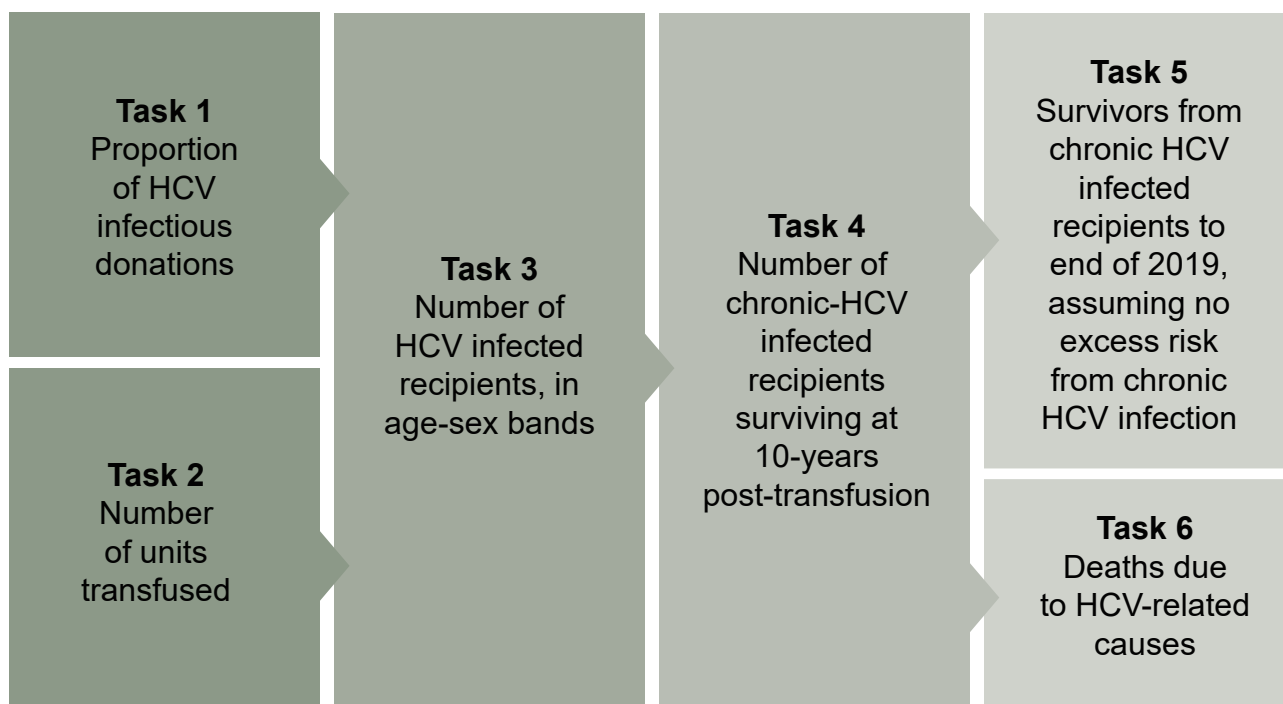 Task 1
Proportion
of HCV
infectious
donations
Task 2
Number
of units
transfused
Task 3
Number of
HCV infected
recipients, in
age-sex bands
Task 4
Number of
chronic-HCV
infected
recipients
surviving at
10-years
post-transfusion
Task 5
Survivors from
chronic HCV
infected
recipients to
end of 2019,
assuming no
excess risk
from chronic
HCV infection
Task 6
Deaths due
to HCV-related
causes